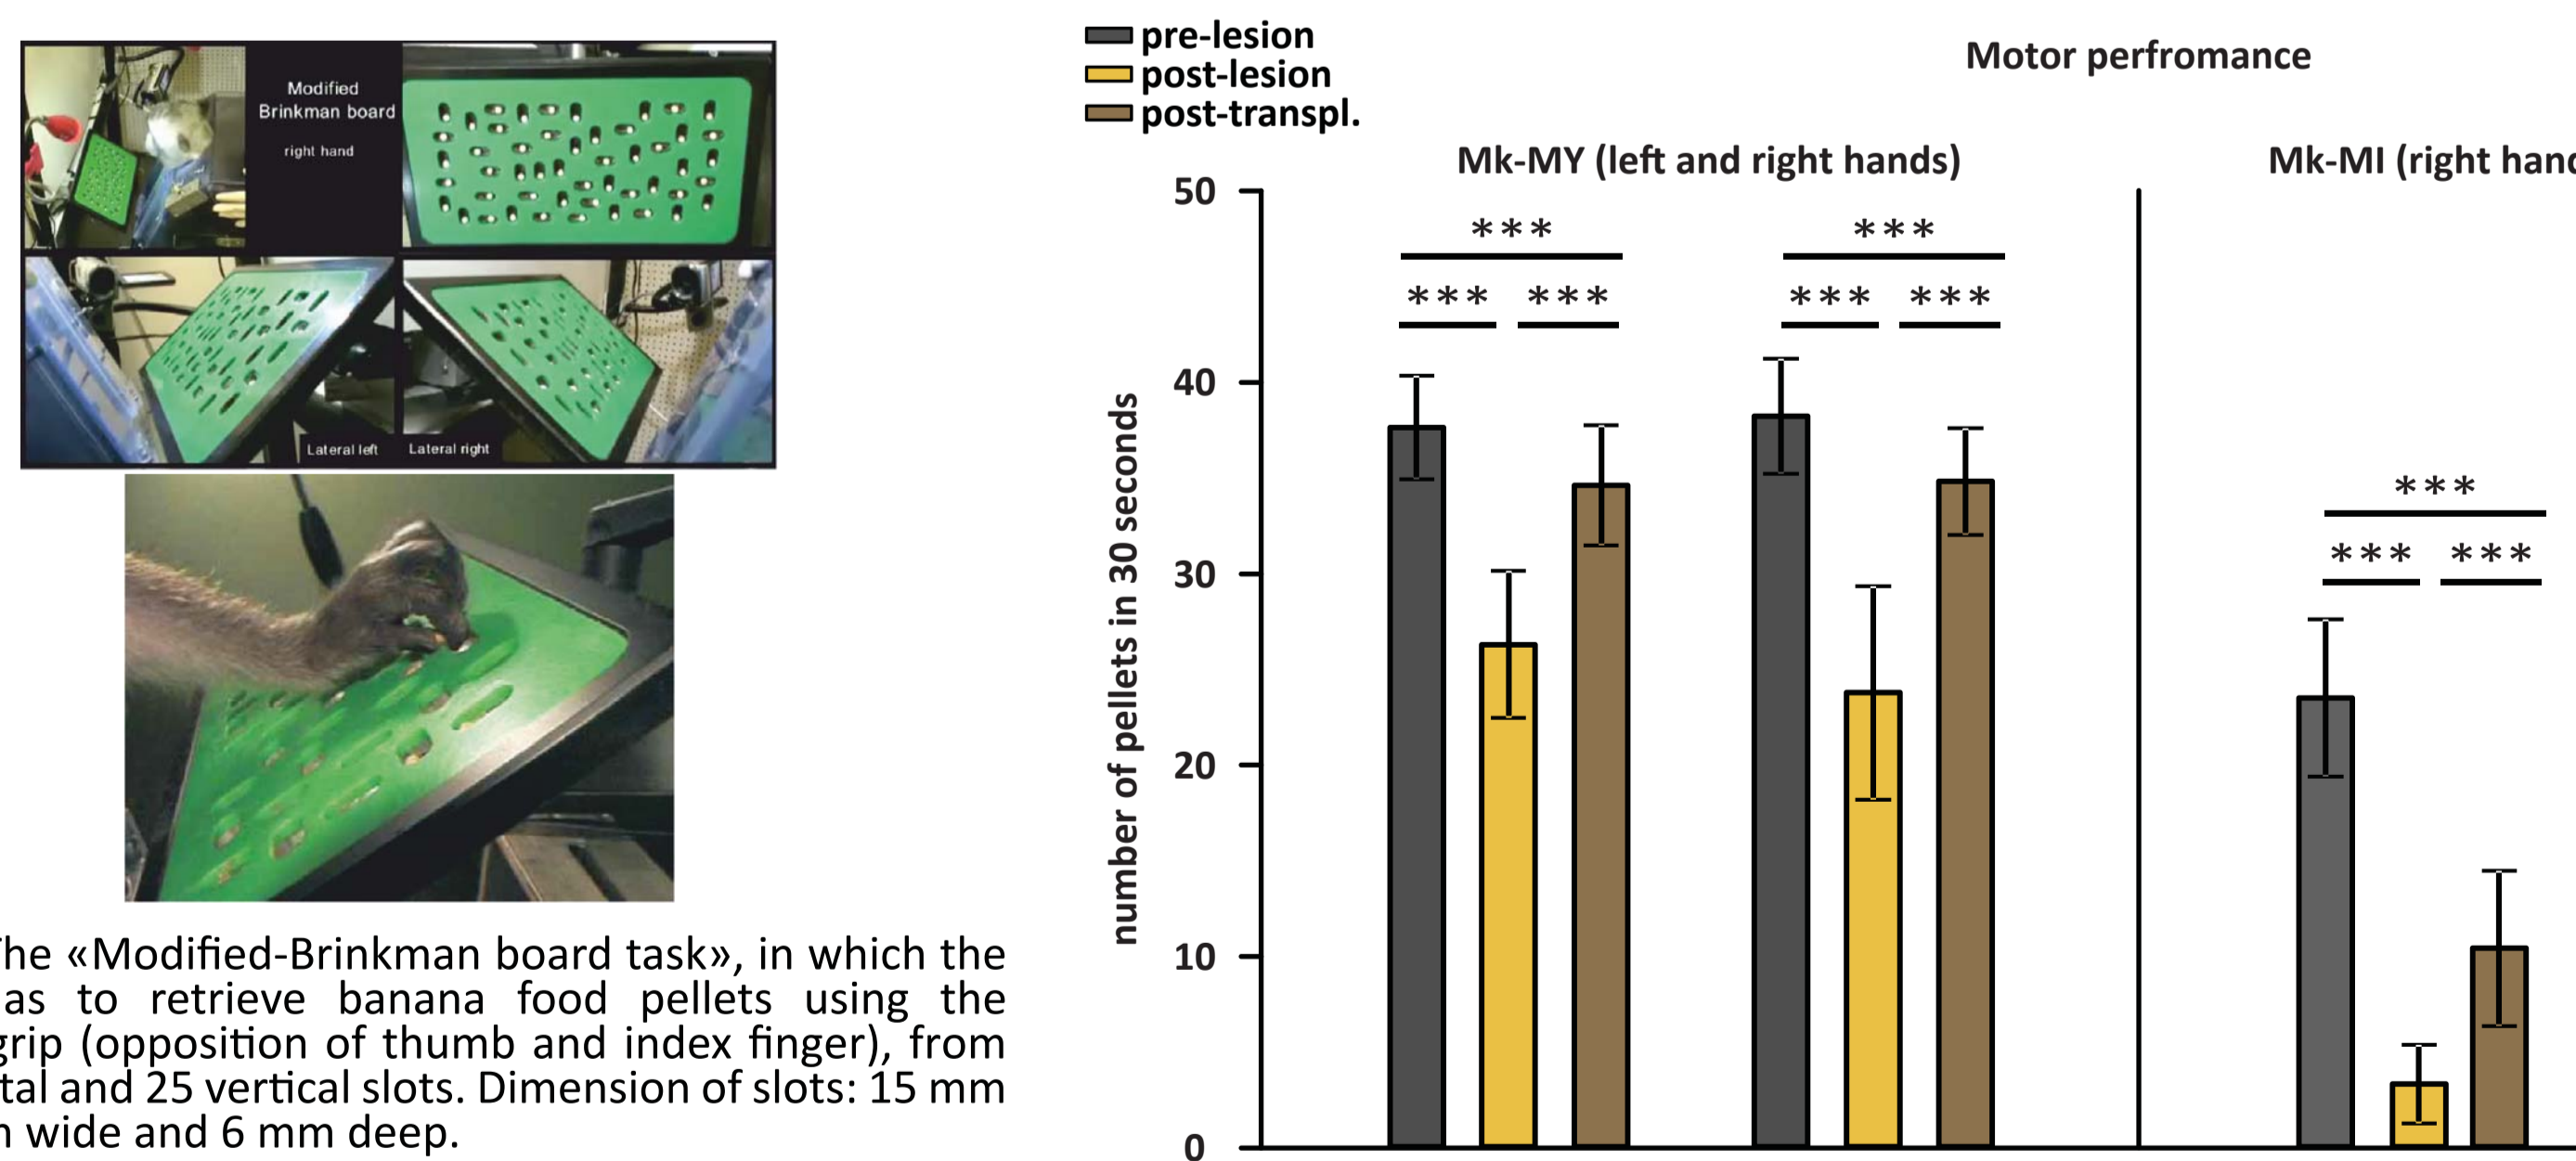 Modified
Brinkman board
right hand
Lateral left
Lateral right
he «Modified-Brinkman board task», in which the
as to retrieve banana food pellets using the
grip (opposition of thumb and index finger), from
tal and 25 vertical slots. Dimension of slots: 15 mm
wide and 6 mm deep.
pre-lesion
post-lesion
post-transpl.
Motor perfromance
Mk-MY (left and right hands)
Mk-MI (right hand
number of pellets in 30 seconds
50
40
30
20
10
0
*** ***
*** *** *** ***
***
*** ***